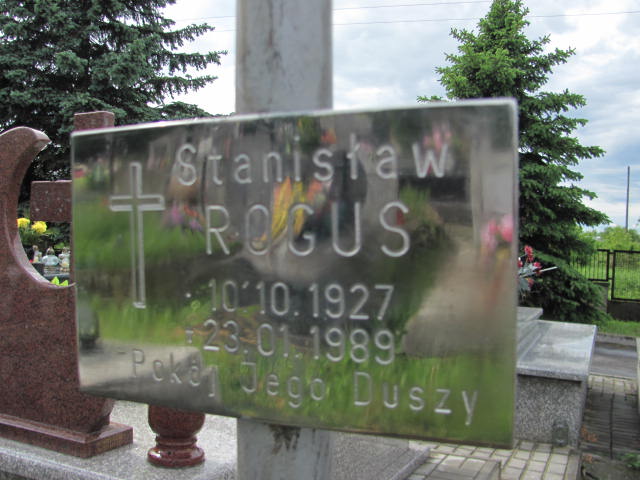 Stanisław
ROGUS
* 10.10.1927
+ 23.01.1989
Pokój Jego Duszy